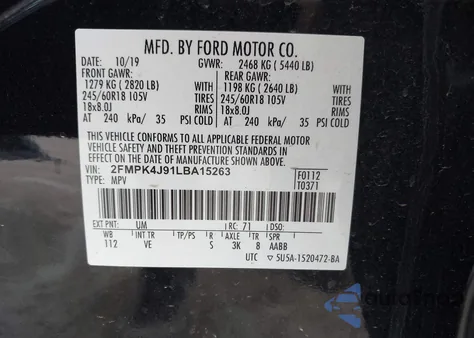 MFD. BY FORD MOTOR CO.
DATE: 10/19 GVWR: 2468 KG ( 5440 LB)
FRONT GAWR: REAR GAWR:
1279 KG ( 2820 LB) 1198 KG ( 2640 LB)
245/60R18 105V TIRES 245/60R18 105V TIRES
18x8.0J RIMS 18x8.0J RIMS
AT 240 kPa/ 35 PSI COLD AT 240 kPa/ 35 PSI COLD
THIS VEHICLE CONFORMS TO ALL APPLICABLE FEDERAL MOTOR
VEHICLE SAFETY AND THEFT PREVENTION STANDARDS IN EFFECT ON
THE DATE OF MANUFACTURE SHOWN ABOVE.
VIN: 2FMPK4J91LBA15263 F0112
TYPE: MPV T0371
EXT PNT: UM RC: 71 DSO:
WB INT TR TP/PS R AXLE TR SPR
112 VE S 3K 8 AABB
UTC 5U5A-1520472-BA